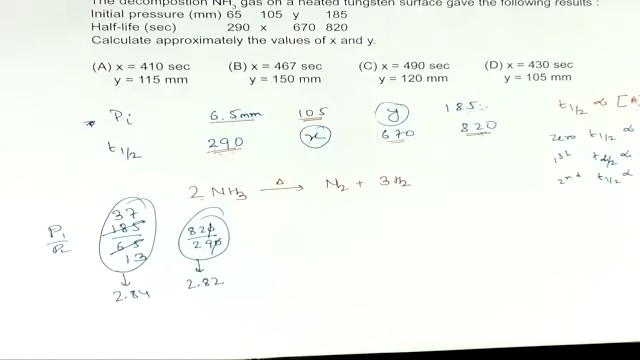 The decompostion NH3 gas on a heated tungsten surface gave the following results :
Initial pressure (mm) 65 105 y 185
Half-life (sec) 290 x 670 820
Calculate approximately the values of x and y.
(A) x = 410 sec (B) x = 467 sec (C) x = 490 sec (D) x = 430 sec
y = 115 mm y = 150 mm y = 120 mm y = 105 mm
Pi 6.5mm 105 y 185
t1/2 290 x 670 820
t1/2 ∝ [A]
zero t1/2 ∝
1st t1/2 ∝
2nd t1/2 ∝
2 NH3 —Δ→ N2 + 3H2
P1/P2 37 185/65 13 820/290
2.84 2.82